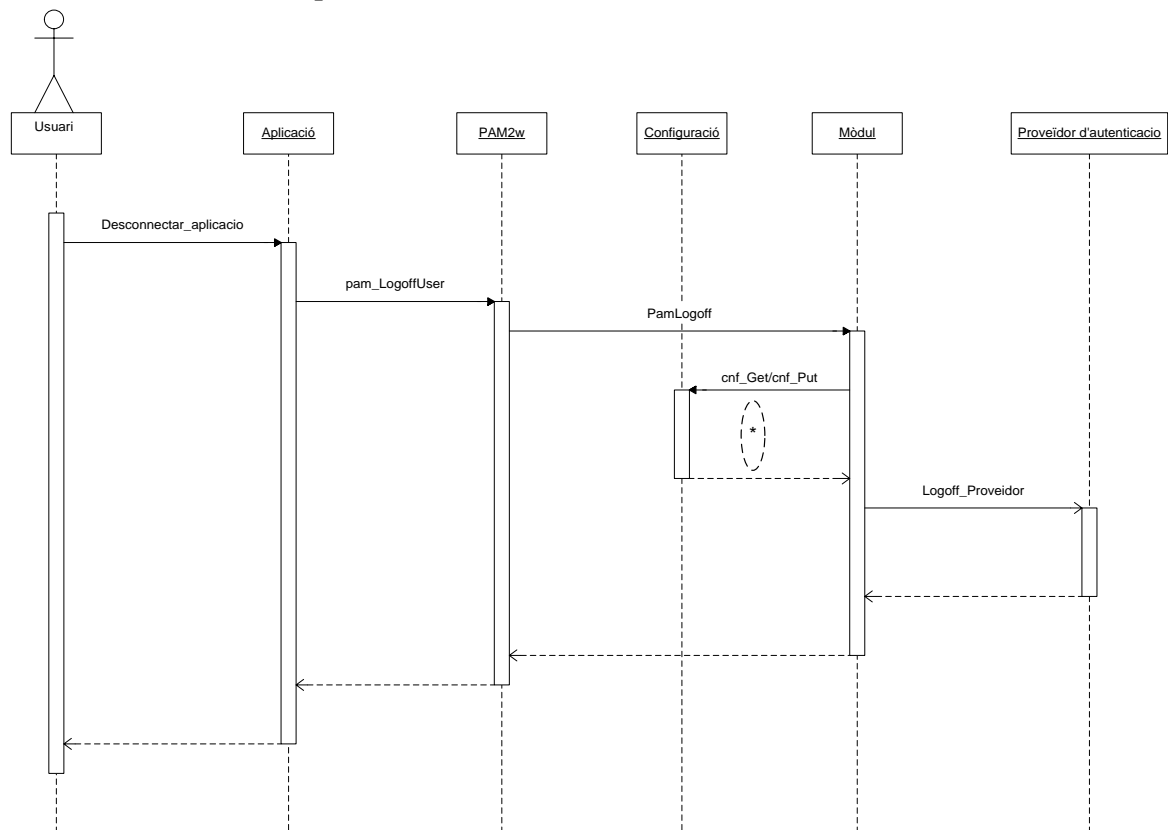 Usuari
Aplicació
PAM2w
Configuració
Mòdul
Proveïdor d'autenticacio
Desconnectar_aplicacio
pam_LogoffUser
PamLogoff
cnf_Get/cnf_Put
*
Logoff_Proveidor